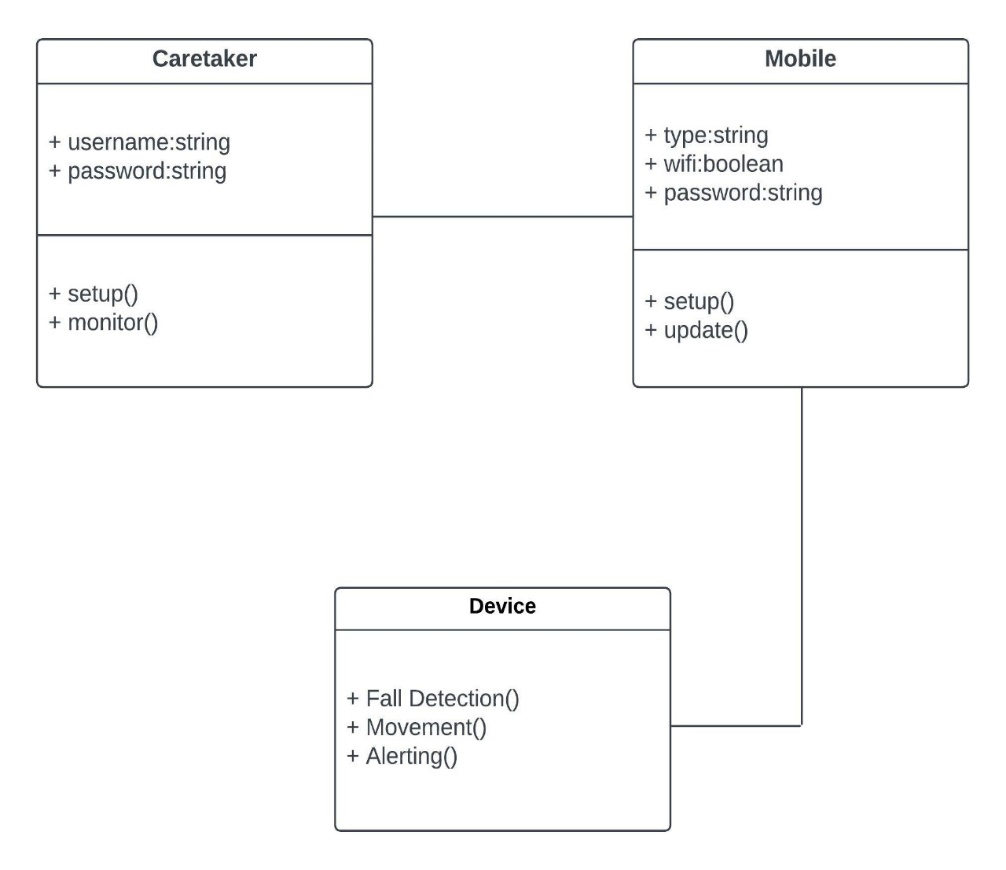 Caretaker
+ username:string
+ password:string
+ setup()
+ monitor()
Mobile
+ type:string
+ wifi:boolean
+ password:string
+ setup()
+ update()
Device
+ Fall Detection()
+ Movement()
+ Alerting()